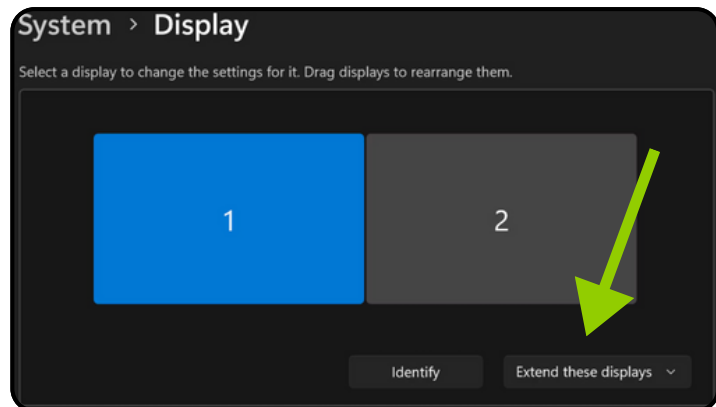 System > Display
Select a display to change the settings for it. Drag displays to rearrange them.
1 2
Identify Extend these displays